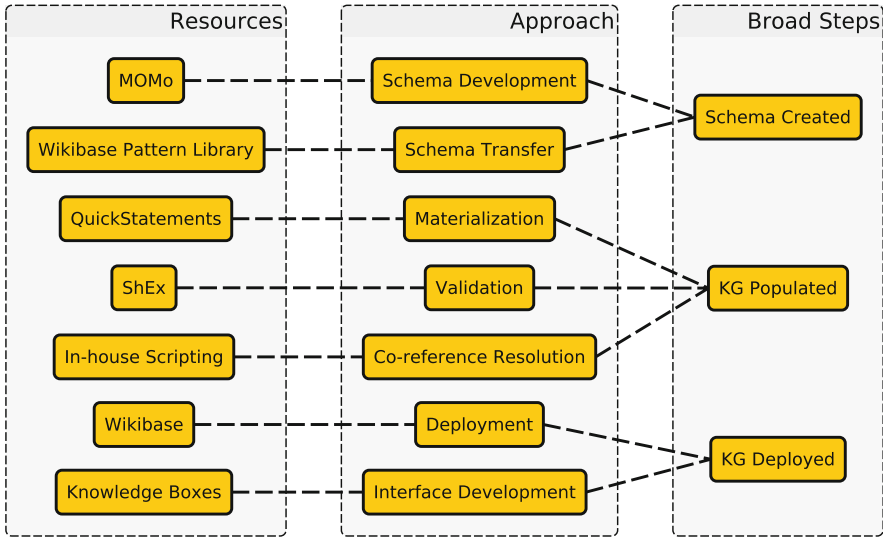 Resources
Approach
Broad Steps
MOMo
Schema Development
Schema Created
Wikibase Pattern Library
Schema Transfer
QuickStatements
Materialization
ShEx
Validation
KG Populated
In-house Scripting
Co-reference Resolution
Wikibase
Deployment
KG Deployed
Knowledge Boxes
Interface Development